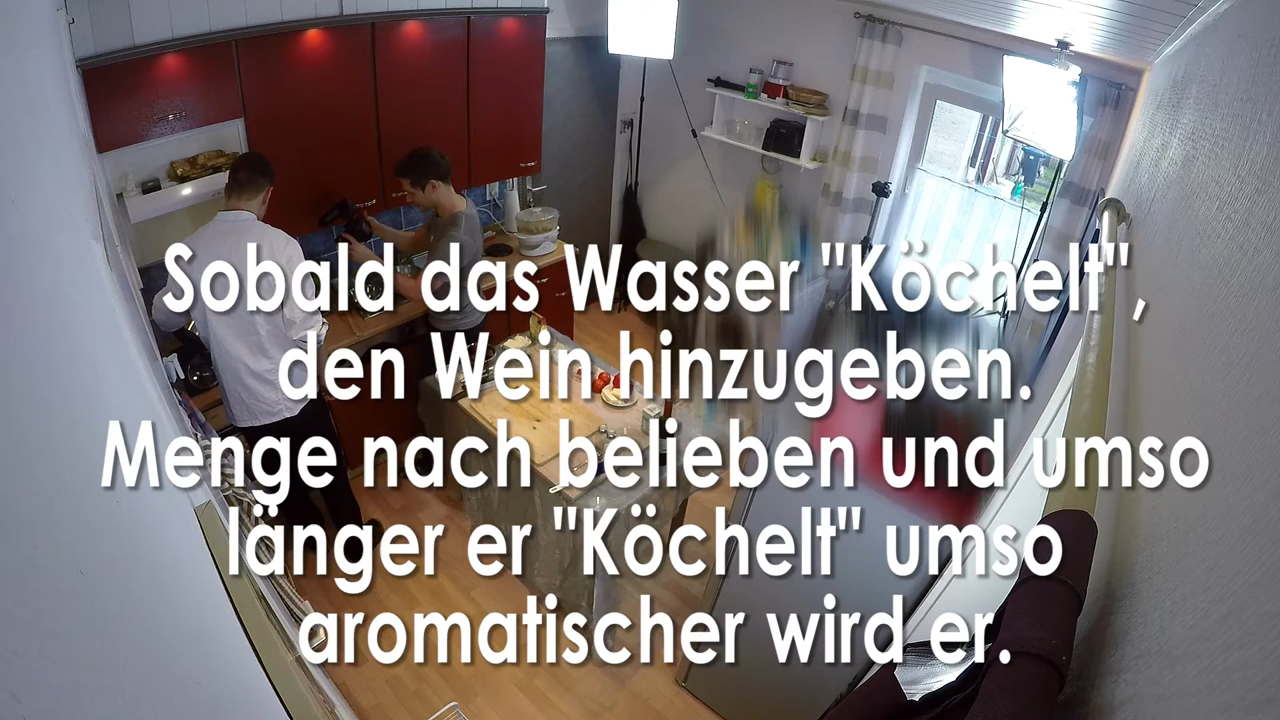 Sobald das Wasser "Köchelt",
den Wein hinzugeben.
Menge nach belieben und umso
länger er "Köchelt" umso
aromatischer wird er.